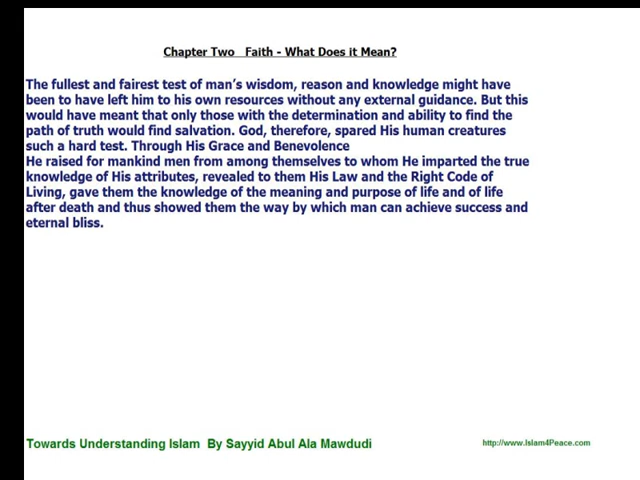 Chapter Two   Faith - What Does it Mean?
The fullest and fairest test of man's wisdom, reason and knowledge might have
been to have left him to his own resources without any external guidance. But this
would have meant that only those with the determination and ability to find the
path of truth would find salvation. God, therefore, spared His human creatures
such a hard test. Through His Grace and Benevolence
He raised for mankind men from among themselves to whom He imparted the true
knowledge of His attributes, revealed to them His Law and the Right Code of
Living, gave them the knowledge of the meaning and purpose of life and of life
after death and thus showed them the way by which man can achieve success and
eternal bliss.
Towards Understanding Islam  By Sayyid Abul Ala Mawdudi
http://www.Islam4Peace.com